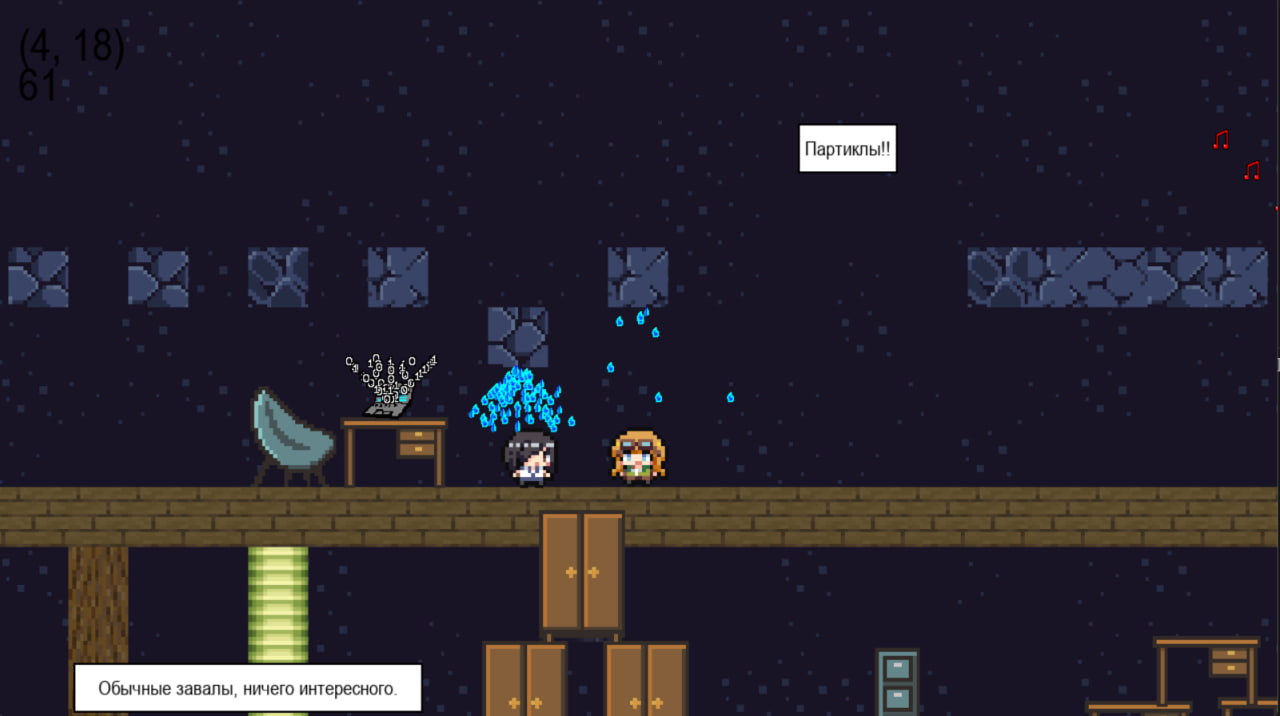 (4, 18)
61
Партиклы!!
Обычные завалы, ничего интересного.